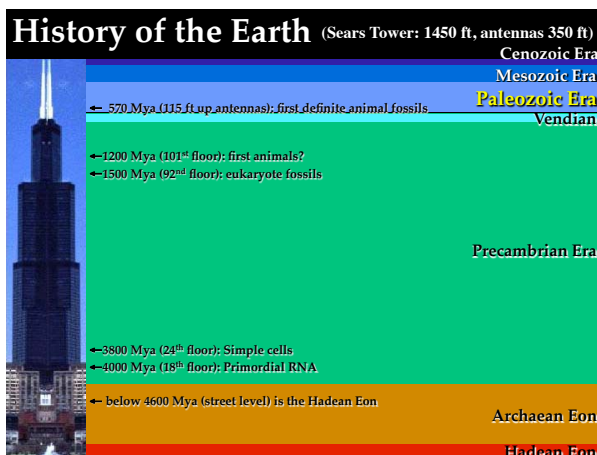 History of the Earth (Sears Tower: 1450 ft, antennas 350 ft)
Cenozoic Era
Mesozoic Era
Paleozoic Era
570 Mya (115 ft up antennas): first definite animal fossils
Vendian
1200 Mya (101st floor): first animals?
1500 Mya (92nd floor): eukaryote fossils
Precambrian Era
3800 Mya (24th floor): Simple cells
4000 Mya (18th floor): Primordial RNA
below 4600 Mya (street level) is the Hadean Eon
Archaean Eon
Hadean Eon